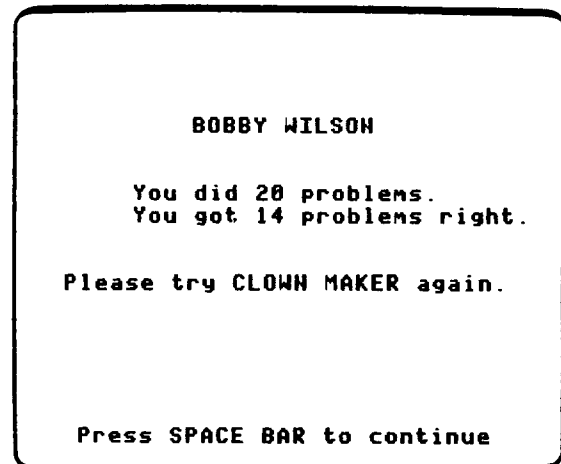 BOBBY WILSON
You did 20 problems.
You got 14 problems right.
Please try CLOWN MAKER again.
Press SPACE BAR to continue